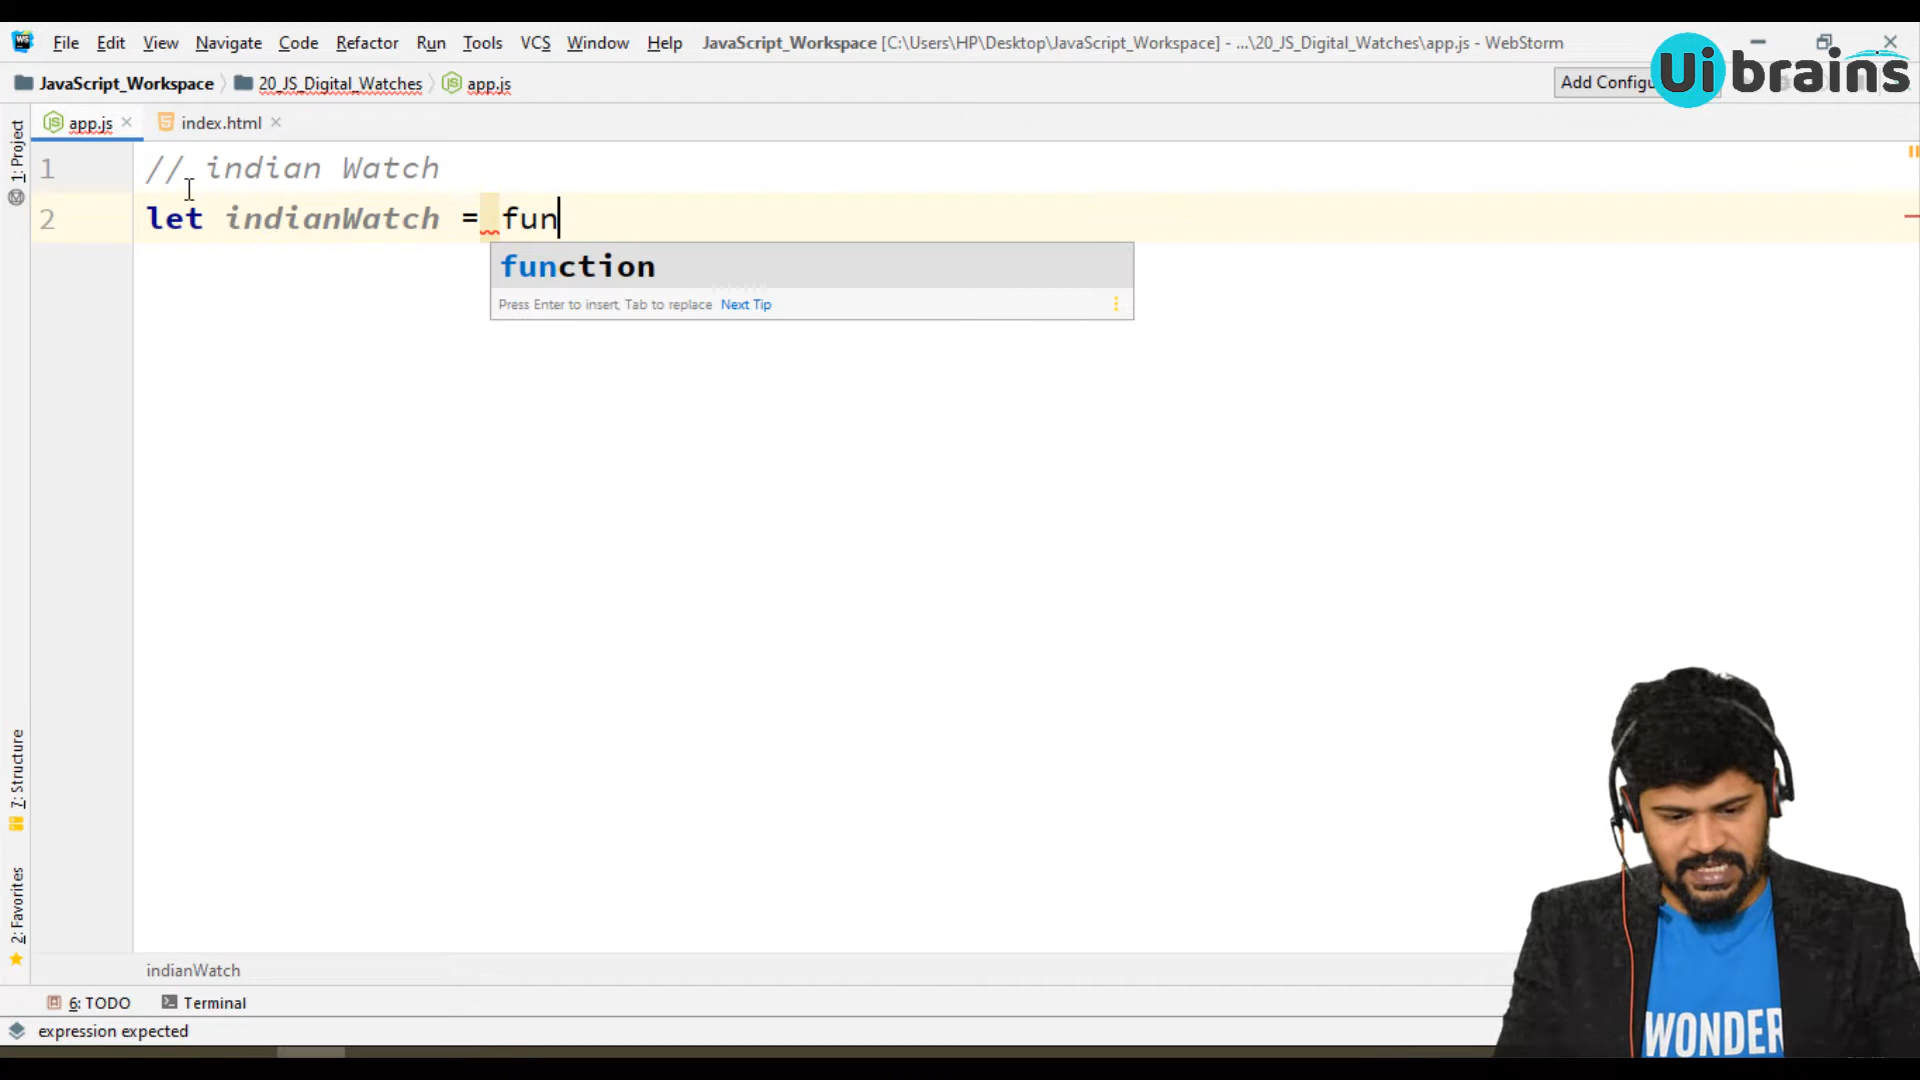 File Edit View Navigate Code Refactor Run Tools VCS Window Help JavaScript_Workspace [C:\Users\HP\Desktop\JavaScript_Workspace] - ...\20_JS_Digital_Watches\app.js - WebStorm
JavaScript_Workspace 20_JS_Digital_Watches app.js Add Configu
Ui brains
app.js index.html
1: Project
1 // indian Watch
2 let indianWatch = fun
function
Press Enter to insert, Tab to replace Next Tip
7: Structure
2: Favorites
indianWatch
6: TODO Terminal
expression expected
WONDER